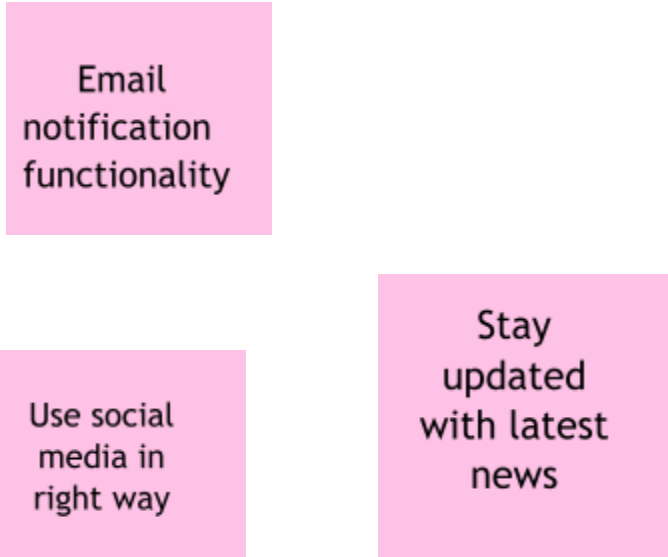 Email
notification
functionality
Use social
media in
right way
Stay
updated
with latest
news